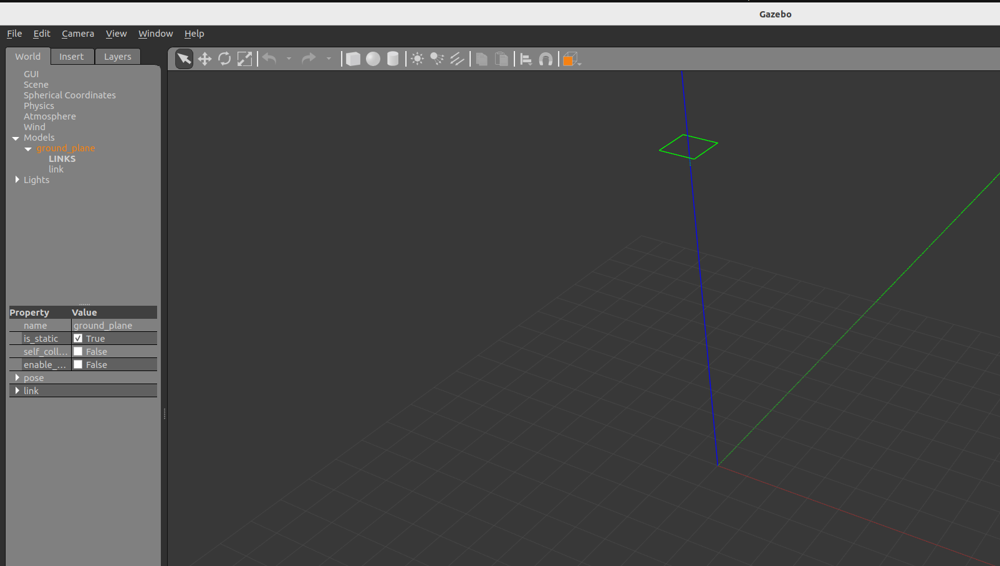 Gazebo
File Edit Camera View Window Help
World Insert Layers
GUI
Scene
Spherical Coordinates
Physics
Atmosphere
Wind
Models
ground_plane
LINKS
link
Lights
Property Value
name ground_plane
is_static True
self_coll... False
enable_... False
pose
link